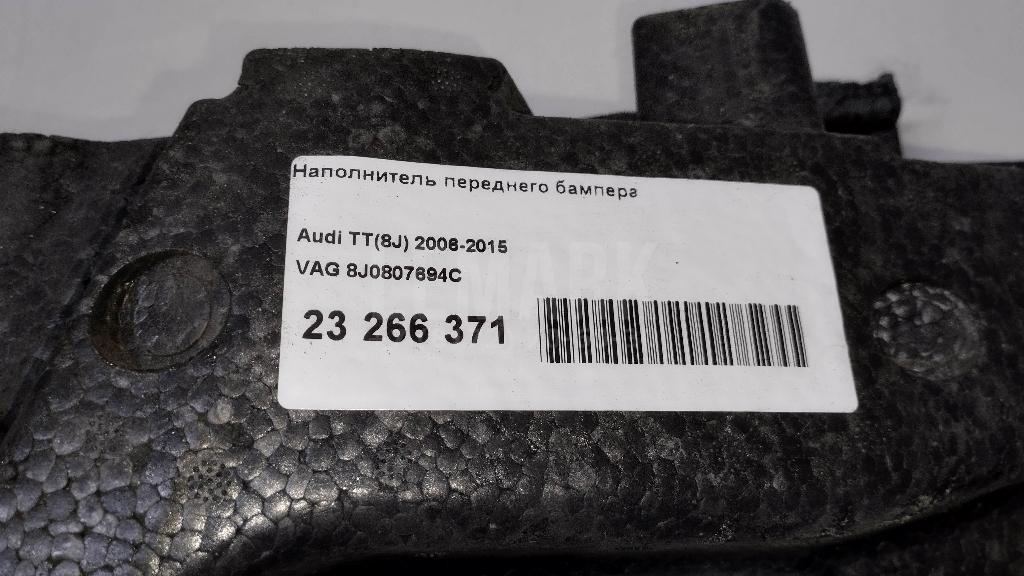 Наполнитель переднего бампера
Audi TT(8J) 2006-2015
VAG 8J0807694C
23 266 371